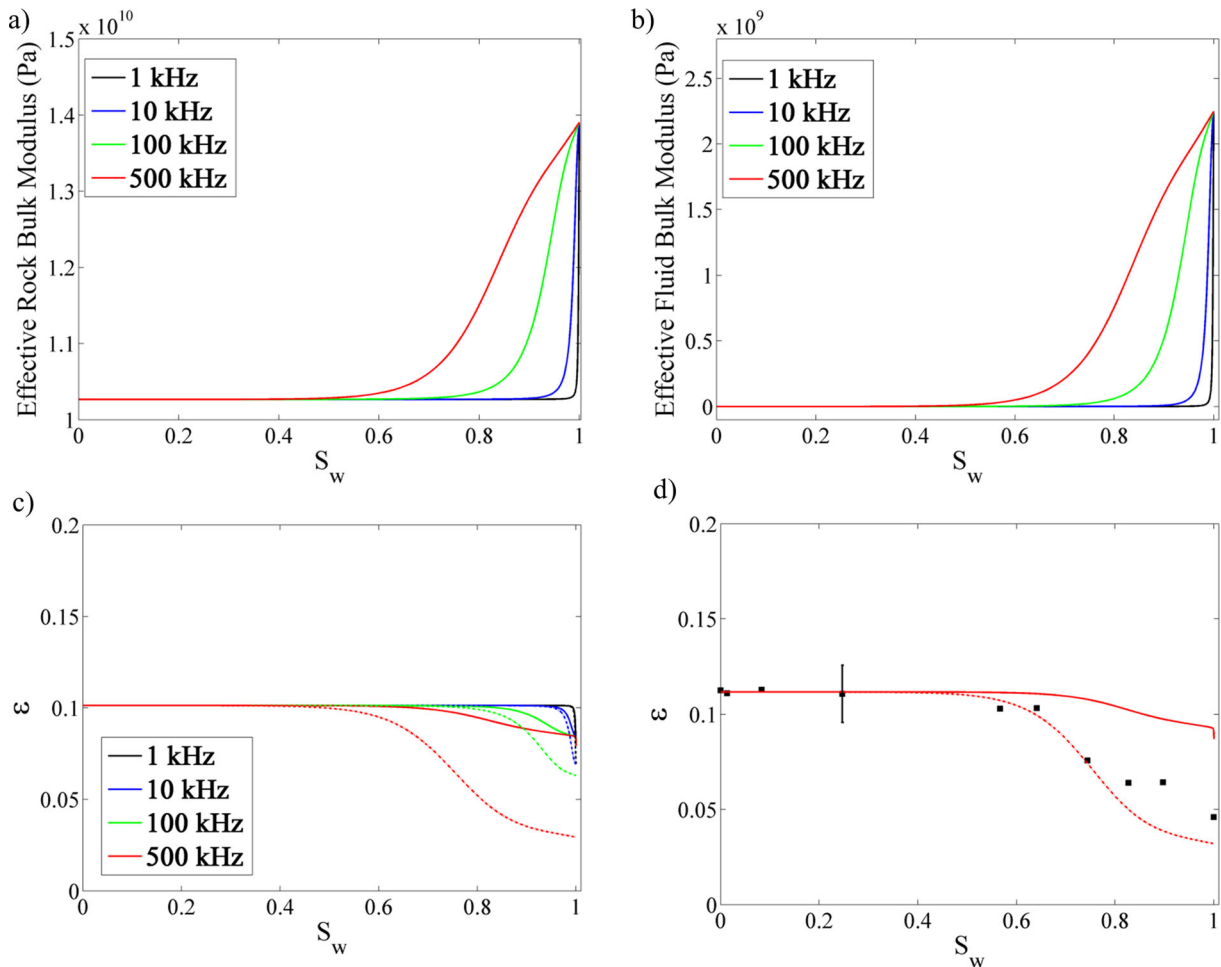 a)
1.5 x 10^10
1.4
1.3
1.2
1.1
1
Effective Rock Bulk Modulus (Pa)
1 kHz
10 kHz
100 kHz
500 kHz
0 0.2 0.4 0.6 0.8 1
S_w
b)
x 10^9
2.5
2
1.5
1
0.5
0
Effective Fluid Bulk Modulus (Pa)
1 kHz
10 kHz
100 kHz
500 kHz
0 0.2 0.4 0.6 0.8 1
S_w
c)
0.2
0.15
0.1
0.05
0
ε
1 kHz
10 kHz
100 kHz
500 kHz
0 0.2 0.4 0.6 0.8 1
S_w
d)
0.2
0.15
0.1
0.05
0
ε
0 0.2 0.4 0.6 0.8 1
S_w